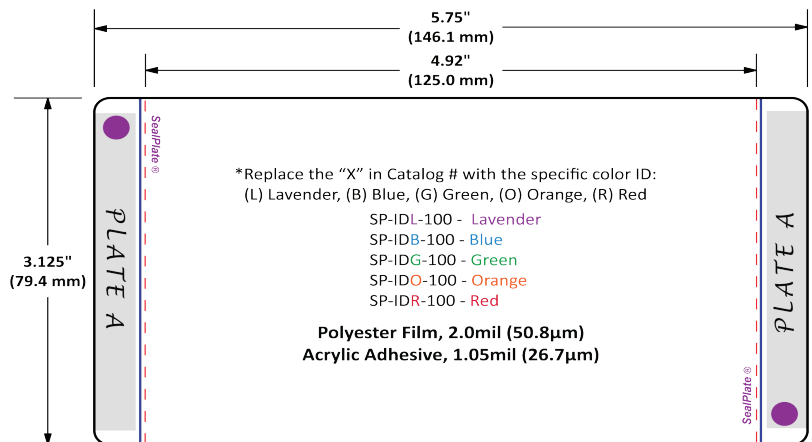 5.75"
(146.1 mm)
4.92"
(125.0 mm)
SealPlate ®
*Replace the “X” in Catalog # with the specific color ID:
(L) Lavender, (B) Blue, (G) Green, (O) Orange, (R) Red
SP-IDL-100 - Lavender
SP-IDB-100 - Blue
SP-IDG-100 - Green
SP-IDO-100 - Orange
SP-IDR-100 - Red
PLATE A
PLATE A
3.125"
(79.4 mm)
Polyester Film, 2.0mil (50.8µm)
Acrylic Adhesive, 1.05mil (26.7µm)
SealPlate ®